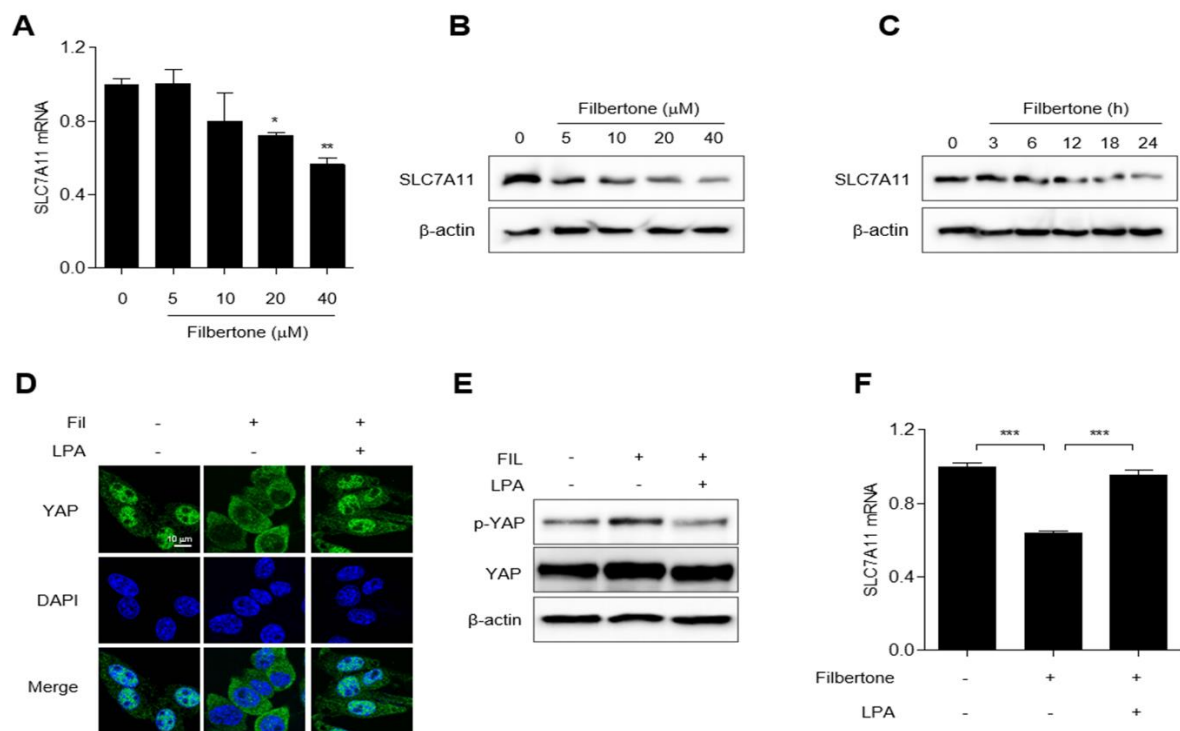 A
SLC7A11 mRNA
1.2
0.8
0.4
0.0
*
**
0 5 10 20 40
Filbertone (μM)
B
Filbertone (μM)
0 5 10 20 40
SLC7A11
β-actin
C
Filbertone (h)
0 3 6 12 18 24
SLC7A11
β-actin
D
Fil - + +
LPA - - +
YAP
10 μm
DAPI
Merge
E
FIL - + +
LPA - - +
p-YAP
YAP
β-actin
F
SLC7A11 mRNA
1.2
0.8
0.4
0.0
*** ***
Filbertone - + +
LPA - - +